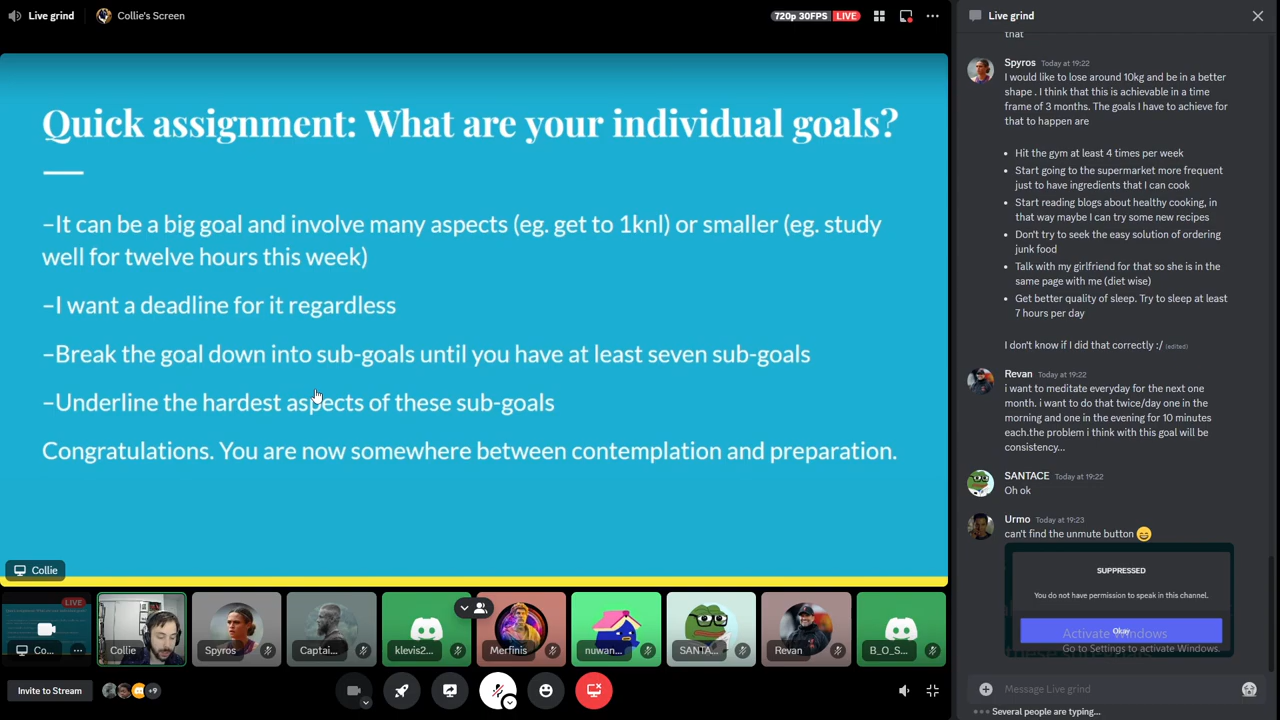 Live grind
Collie's Screen
720p 30FPS LIVE
Quick assignment: What are your individual goals?
–It can be a big goal and involve many aspects (eg. get to 1knl) or smaller (eg. study
well for twelve hours this week)
–I want a deadline for it regardless
–Break the goal down into sub-goals until you have at least seven sub-goals
–Underline the hardest aspects of these sub-goals
Congratulations. You are now somewhere between contemplation and preparation.
Collie
LIVE
Co...
Collie
Spyros
Captai...
klevis2...
Merfinis
nuwan...
SANTA...
Revan
B_O_S...
Invite to Stream
+9
Live grind
that
Spyros Today at 19:22
I would like to lose around 10kg and be in a better
shape . I think that this is achievable in a time
frame of 3 months. The goals I have to achieve for
that to happen are
• Hit the gym at least 4 times per week
• Start going to the supermarket more frequent
just to have ingredients that I can cook
• Start reading blogs about healthy cooking, in
that way maybe I can try some new recipes
• Don't try to seek the easy solution of ordering
junk food
• Talk with my girlfriend for that so she is in the
same page with me (diet wise)
• Get better quality of sleep. Try to sleep at least
7 hours per day
I don't know if I did that correctly :/ (edited)
Revan Today at 19:22
i want to meditate everyday for the next one
month. i want to do that twice/day one in the
morning and one in the evening for 10 minutes
each.the problem i think with this goal will be
consistency...
SANTACE Today at 19:22
Oh ok
Urmo Today at 19:23
can't find the unmute button
SUPPRESSED
You do not have permission to speak in this channel.
Okay
Activate Windows
Go to Settings to activate Windows.
Message Live grind
Several people are typing...